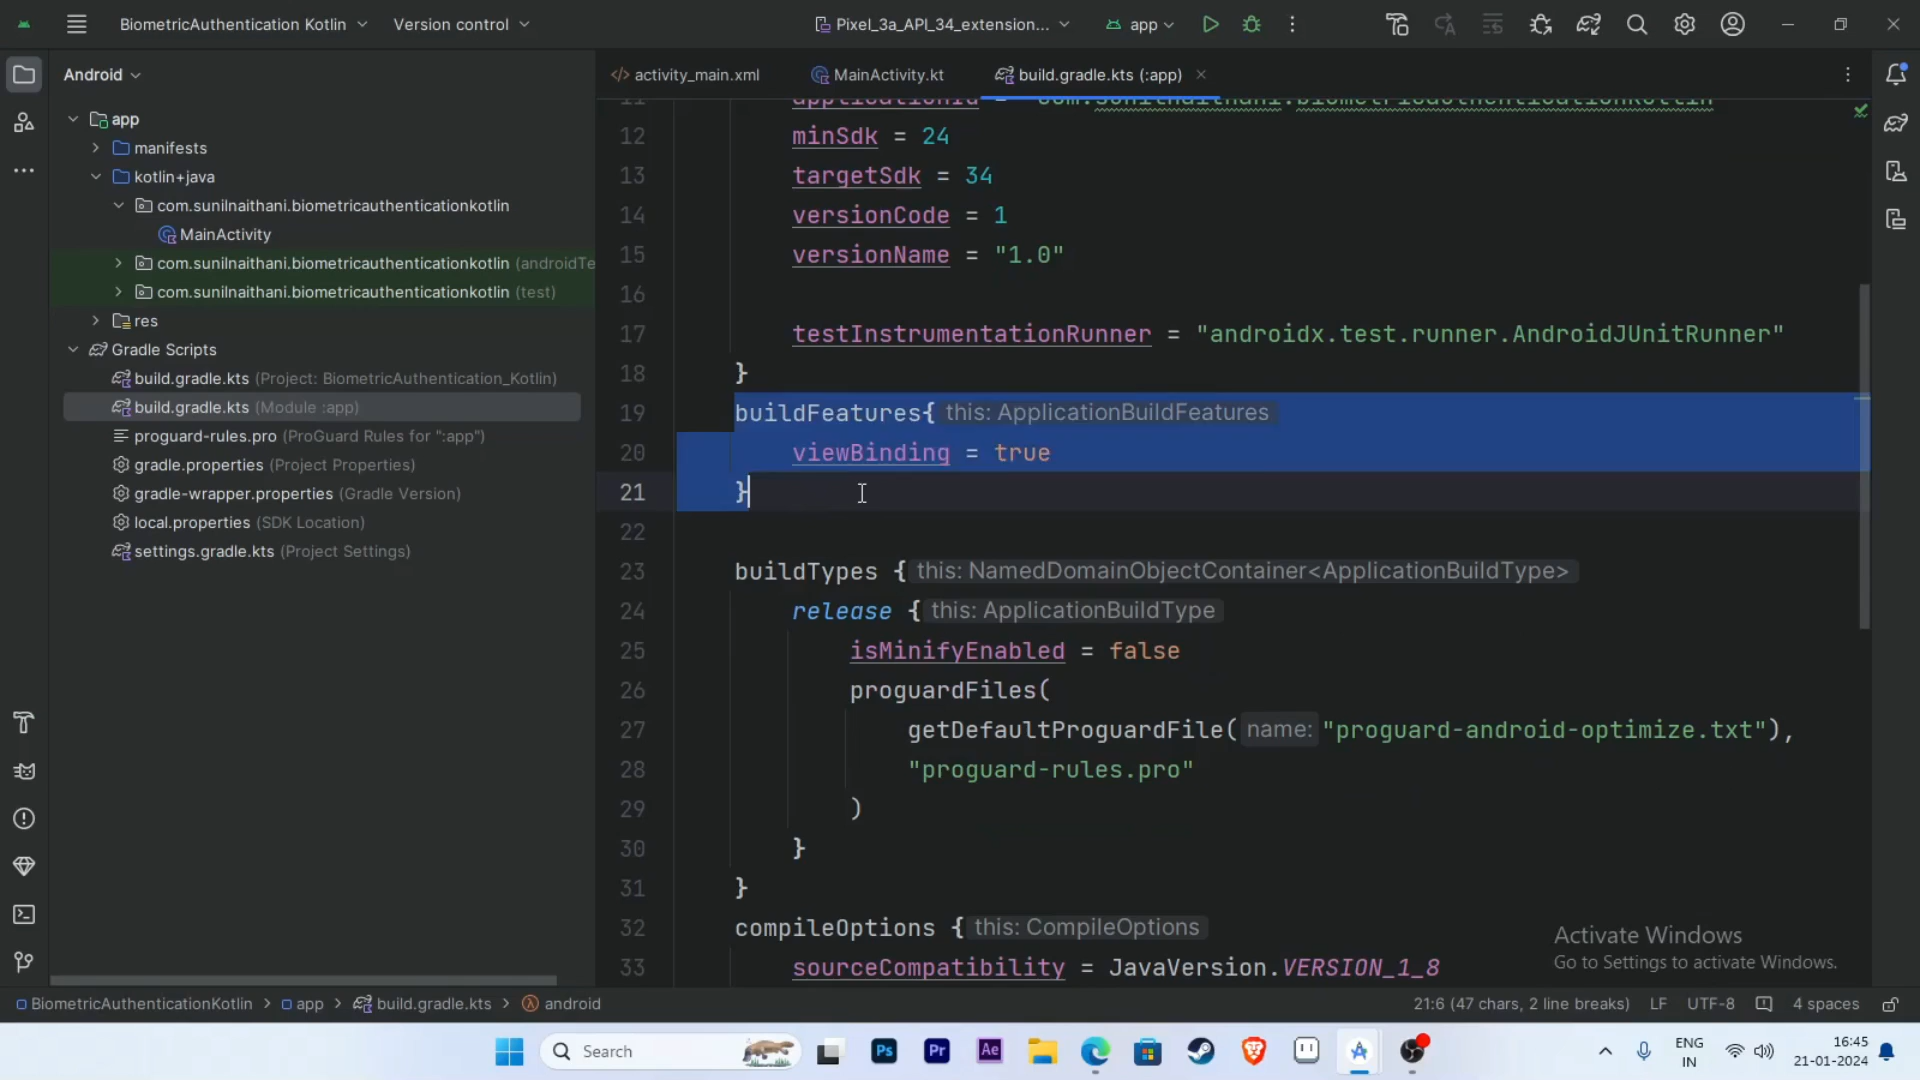 BiometricAuthentication Kotlin Version control Pixel_3a_API_34_extension... app
Android
activity_main.xml MainActivity.kt build.gradle.kts (:app)
app
manifests
kotlin+java
com.sunilnaithani.biometricauthenticationkotlin
MainActivity
com.sunilnaithani.biometricauthenticationkotlin (androidTe
com.sunilnaithani.biometricauthenticationkotlin (test)
res
Gradle Scripts
build.gradle.kts (Project: BiometricAuthentication_Kotlin)
build.gradle.kts (Module :app)
proguard-rules.pro (ProGuard Rules for ":app")
gradle.properties (Project Properties)
gradle-wrapper.properties (Gradle Version)
local.properties (SDK Location)
settings.gradle.kts (Project Settings)
12 minSdk = 24
13 targetSdk = 34
14 versionCode = 1
15 versionName = "1.0"
16
17 testInstrumentationRunner = "androidx.test.runner.AndroidJUnitRunner"
18 }
19 buildFeatures{ this: ApplicationBuildFeatures
20 viewBinding = true
21 }
22
23 buildTypes { this: NamedDomainObjectContainer<ApplicationBuildType>
24 release { this: ApplicationBuildType
25 isMinifyEnabled = false
26 proguardFiles(
27 getDefaultProguardFile( name: "proguard-android-optimize.txt"),
28 "proguard-rules.pro"
29 )
30 }
31 }
32 compileOptions { this: CompileOptions
33 sourceCompatibility = JavaVersion.VERSION_1_8
Activate Windows
Go to Settings to activate Windows.
BiometricAuthenticationKotlin > app > build.gradle.kts > android 21:6 (47 chars, 2 line breaks) LF UTF-8 4 spaces
Search Ps Pr Ae
ENG
IN
16:45
21-01-2024